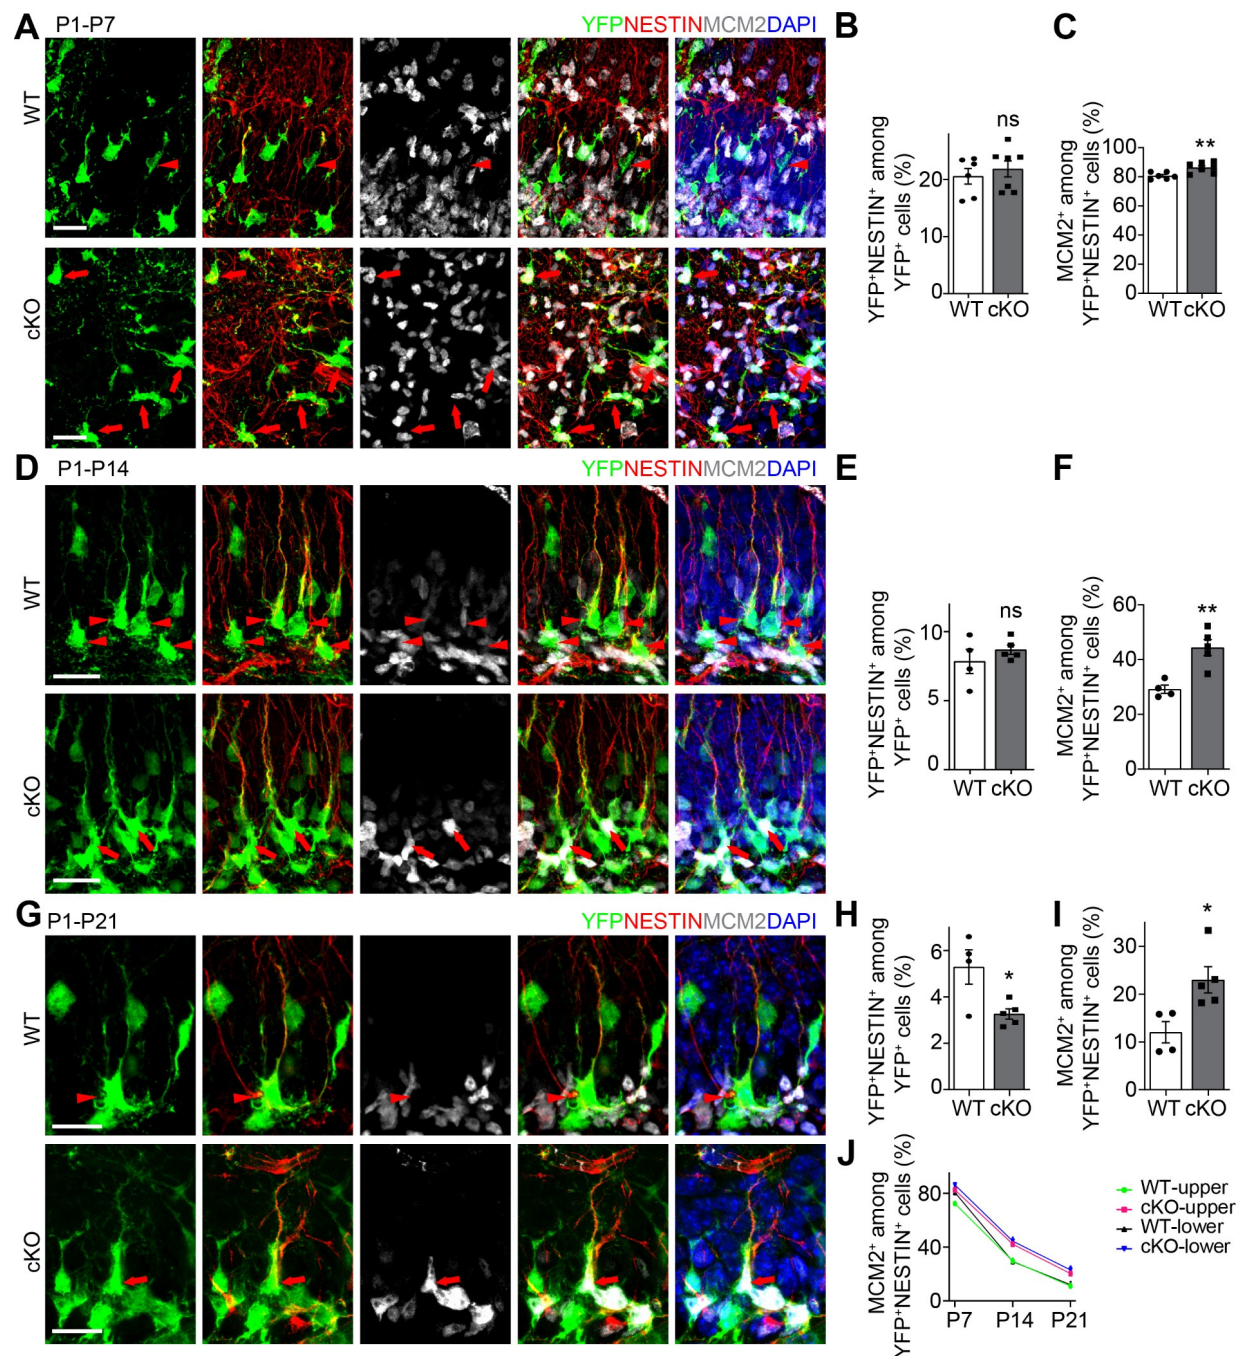 A
P1-P7
YFPNESTINMCM2DAPI
WT
cKO
B
YFP⁺NESTIN⁺ among
YFP⁺ cells (%)
ns
20
10
0
WT cKO
C
MCM2⁺ among
YFP⁺NESTIN⁺ cells (%)
**
100
80
60
40
20
0
WT cKO
D
P1-P14
YFPNESTINMCM2DAPI
WT
cKO
E
YFP⁺NESTIN⁺ among
YFP⁺ cells (%)
ns
10
5
0
WT cKO
F
MCM2⁺ among
YFP⁺NESTIN⁺ cells (%)
**
60
40
20
0
WT cKO
G
P1-P21
YFPNESTINMCM2DAPI
WT
cKO
H
YFP⁺NESTIN⁺ among
YFP⁺ cells (%)
*
6
4
2
0
WT cKO
I
MCM2⁺ among
YFP⁺NESTIN⁺ cells (%)
*
30
20
10
0
WT cKO
J
MCM2⁺ among
YFP⁺NESTIN⁺ cells (%)
80
40
0
P7 P14 P21
WT-upper
cKO-upper
WT-lower
cKO-lower